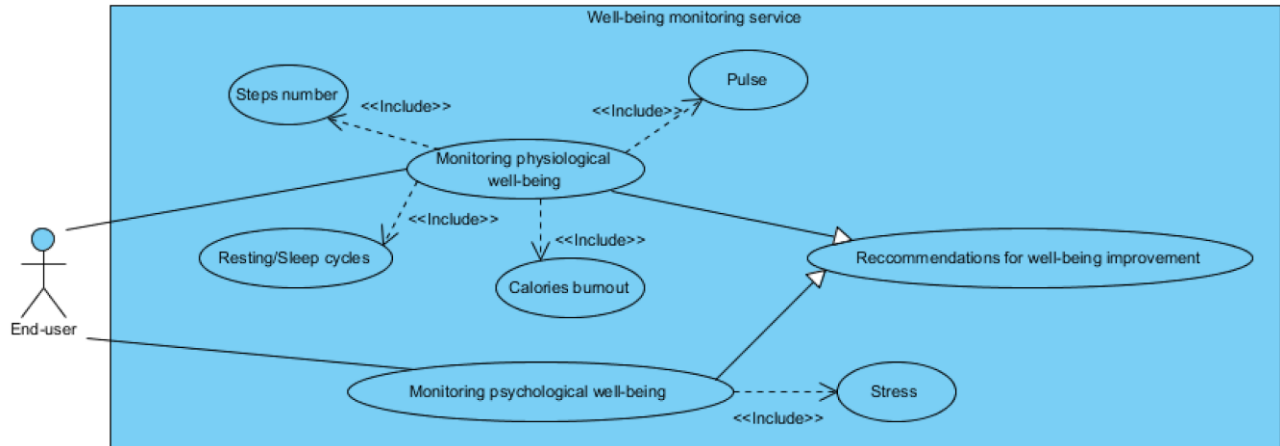 Well-being monitoring service
Steps number
<<Include>>
Pulse
<<Include>>
Monitoring physiological
well-being
<<Include>>
Resting/Sleep cycles
<<Include>>
Calories burnout
Reccommendations for well-being improvement
End-user
Monitoring psychological well-being
<<Include>>
Stress